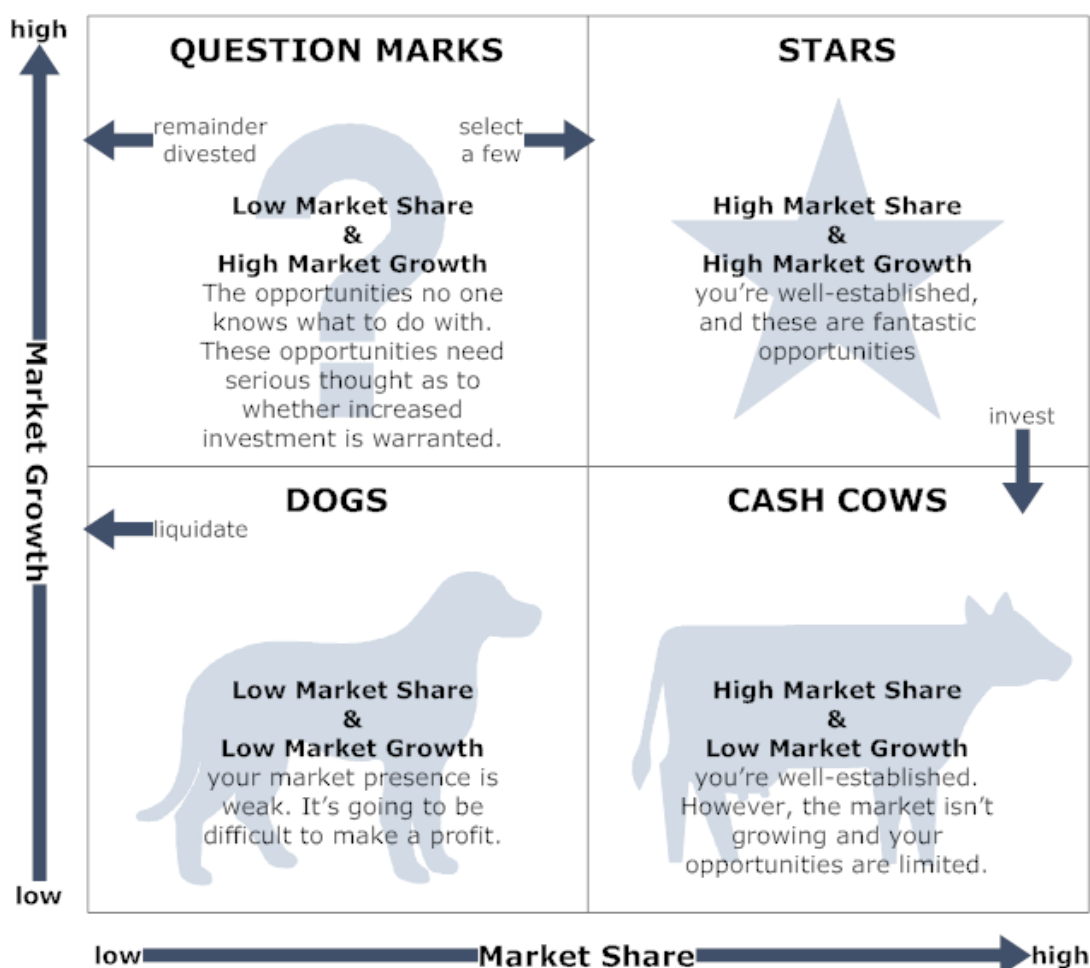 high
QUESTION MARKS
remainder
divested
select
a few
Low Market Share
&
High Market Growth
The opportunities no one
knows what to do with.
These opportunities need
serious thought as to
whether increased
investment is warranted.
STARS
High Market Share
&
High Market Growth
you’re well-established,
and these are fantastic
opportunities
invest
Market Growth
DOGS
liquidate
Low Market Share
&
Low Market Growth
your market presence is
weak. It’s going to be
difficult to make a profit.
CASH COWS
High Market Share
&
Low Market Growth
you’re well-established.
However, the market isn’t
growing and your
opportunities are limited.
low
low
Market Share
high